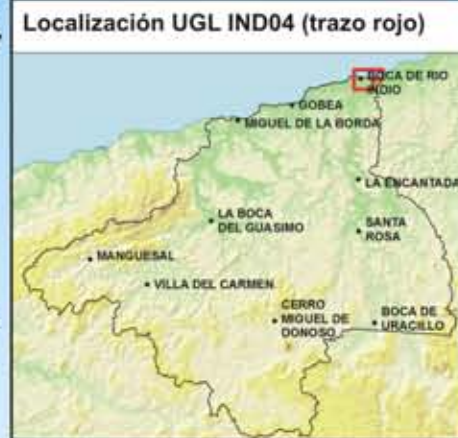 Localización UGL IND04 (trazo rojo)
BOCA DE RIO
INDIO
GOBEA
MIGUEL DE LA BORDA
LA ENCANTADA
LA BOCA
DEL GUASIMO
SANTA
ROSA
MANGUESAL
VILLA DEL CARMEN
CERRO
MIGUEL DE
DONOSO
BOCA DE
URACILLO